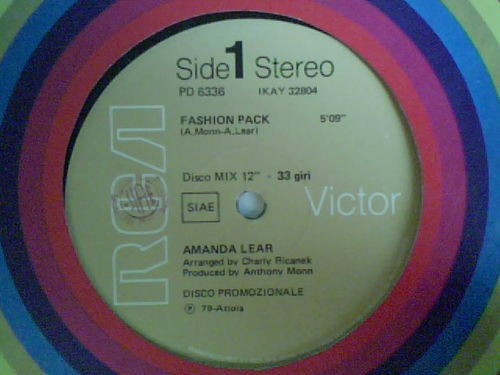 Side 1 Stereo
PD 6336 IKAY 32804
FASHION PACK 5'09"
(A.Monn-A.Lear)
RCA
Disco MIX 12" - 33 giri
SIAE
Victor
AMANDA LEAR
Arranged by Charly Ricanek
Produced by Anthony Monn
DISCO PROMOZIONALE
℗ 79-Ariola